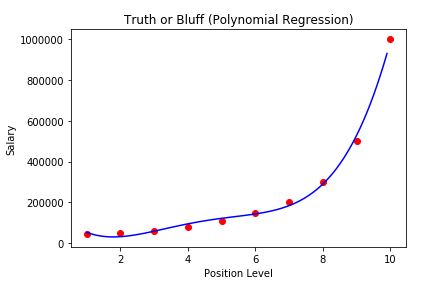 Truth or Bluff (Polynomial Regression)
1000000
800000
600000
400000
200000
0
2 4 6 8 10
Position Level
Salary